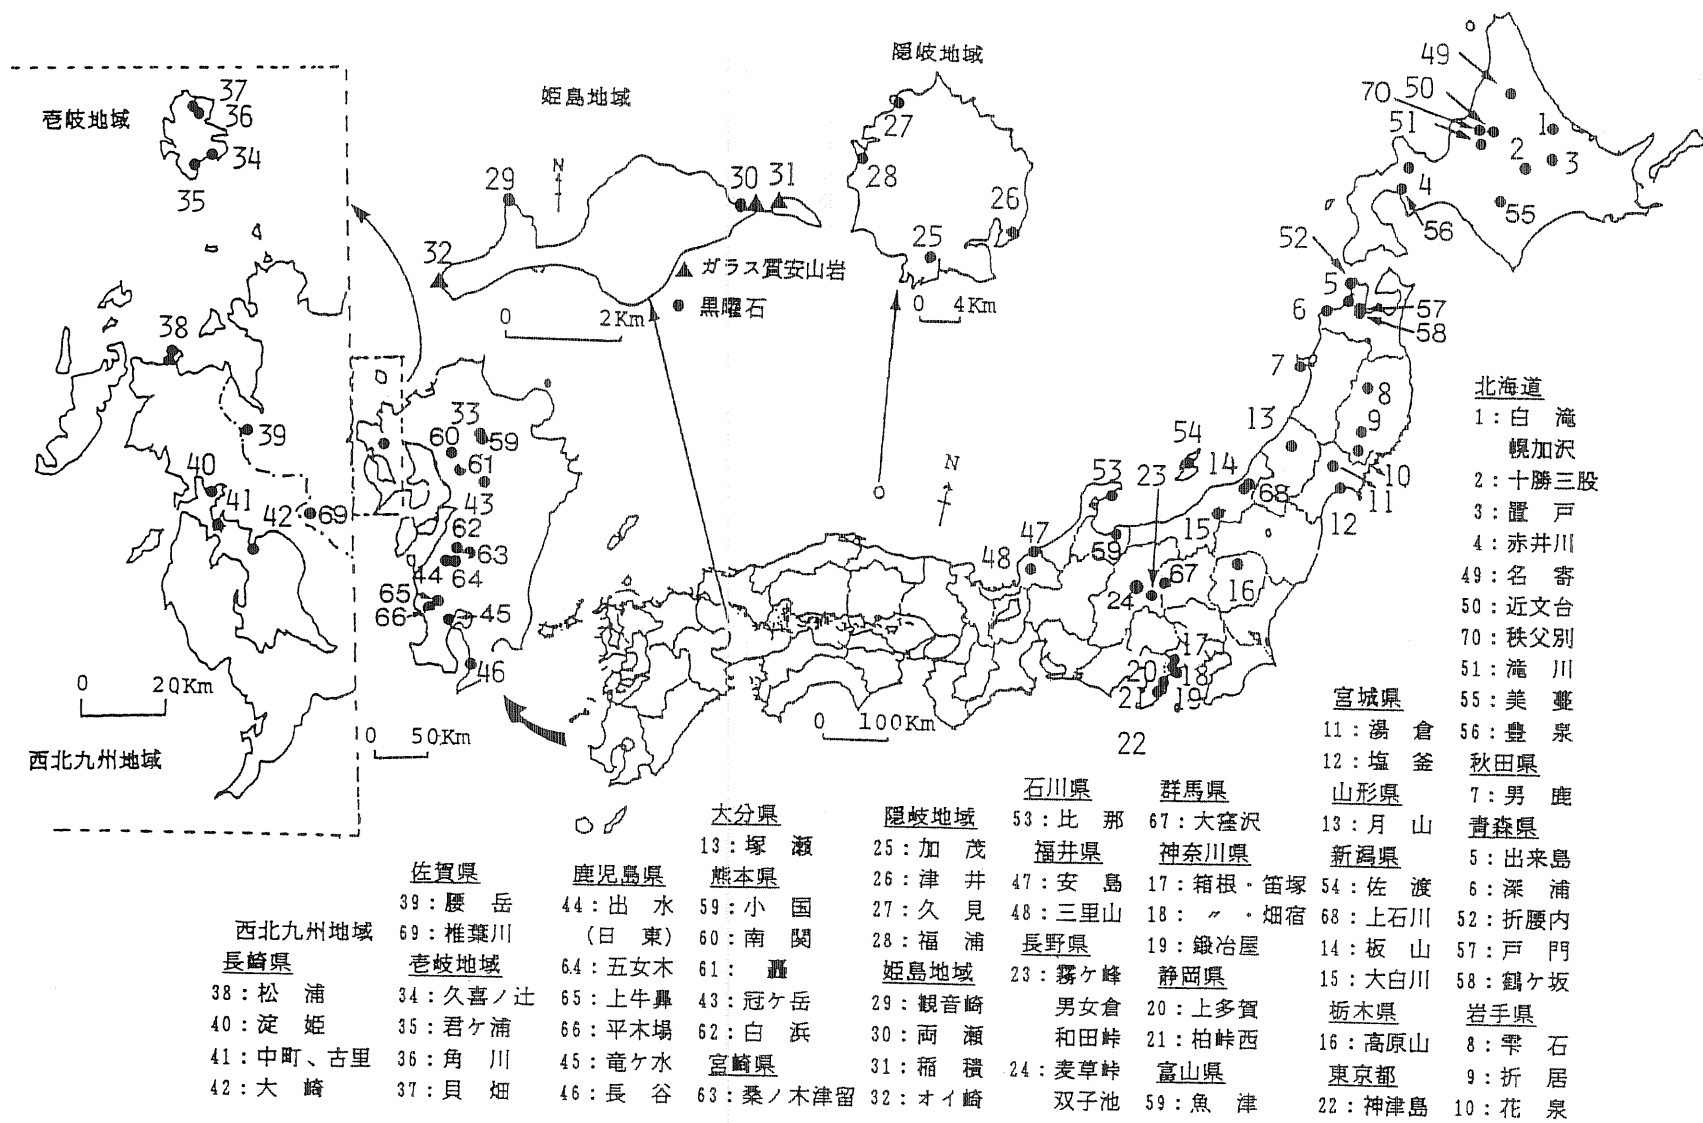 壱岐地域
37
36
34
35
38
39
40
41
42
69
0 20Km
西北九州地域
姫島地域
N
29
30
31
32
▲ ガラス質安山岩
● 黒曜石
0 2Km
隠岐地域
27
28
26
25
0 4Km
33
60
59
61
43
62
63
44
64
65
66
45
46
0 50Km
N
0 100Km
49
50
70
51
1
2
3
4
55
56
52
5
6
57
58
7
8
9
10
11
12
13
54
14
68
53
23
15
47
48
59
67
24
16
17
20
18
21
19
22
北海道
1：白滝
幌加沢
2：十勝三股
3：置戸
4：赤井川
49：名寄
50：近文台
70：秩父別
51：滝川
55：美蔓
56：豊泉
秋田県
7：男鹿
青森県
5：出来島
6：深浦
52：折腰内
57：戸門
58：鶴ケ坂
岩手県
8：雫石
9：折居
10：花泉
宮城県
11：湯倉
12：塩釜
山形県
13：月山
新潟県
54：佐渡
68：上石川
14：板山
15：大白川
栃木県
16：高原山
東京都
22：神津島
群馬県
67：大窪沢
神奈川県
17：箱根・笛塚
18：〃・畑宿
19：鍛冶屋
静岡県
20：上多賀
21：柏峠西
富山県
59：魚津
石川県
53：比那
福井県
47：安島
48：三里山
長野県
23：霧ケ峰
男女倉
和田峠
24：麦草峠
双子池
隠岐地域
25：加茂
26：津井
27：久見
28：福浦
姫島地域
29：観音崎
30：両瀬
31：稲積
32：オイ崎
大分県
13：塚瀬
熊本県
59：小国
60：南関
61：轟
43：冠ケ岳
62：白浜
宮崎県
63：桑ノ木津留
鹿児島県
44：出水
（日東）
64：五女木
65：上牛鼻
66：平木場
45：竜ケ水
46：長谷
佐賀県
39：腰岳
69：椎葉川
壱岐地域
34：久喜ノ辻
35：君ケ浦
36：角川
37：貝畑
西北九州地域
長崎県
38：松浦
40：淀姫
41：中町、古里
42：大崎